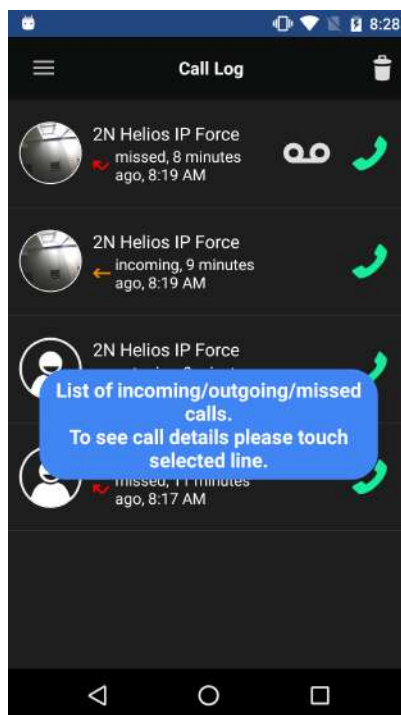 8:28
Call Log
2N Helios IP Force
missed, 8 minutes
ago, 8:19 AM
2N Helios IP Force
incoming, 9 minutes
ago, 8:19 AM
2N Helios IP Force
List of incoming/outgoing/missed
calls.
To see call details please touch
selected line.
missed, 11 minutes
ago, 8:17 AM